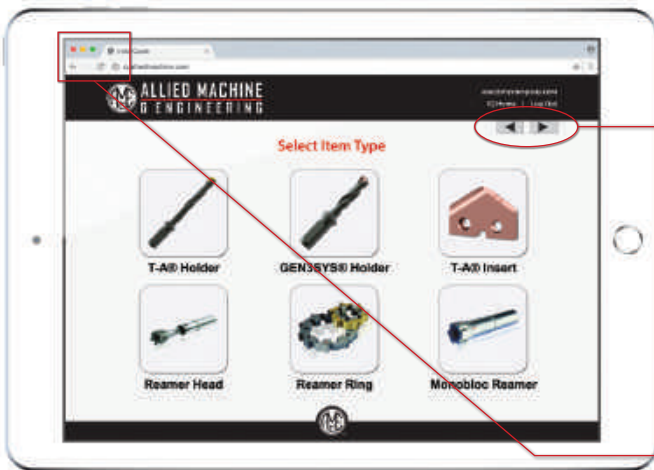 ALLIED MACHINE
& ENGINEERING
Select Item Type
T-A® Holder
GEN3SYS® Holder
T-A® Insert
Reamer Head
Reamer Ring
Monobloc Reamer